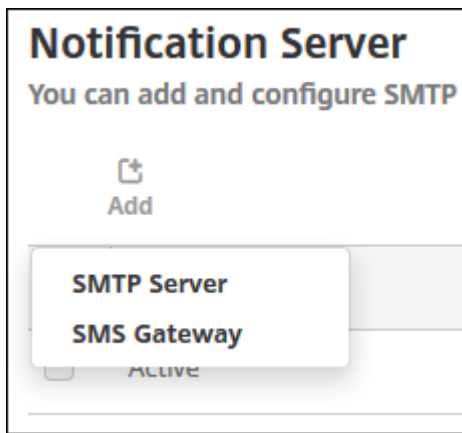 Notification Server
You can add and configure SMTP
Add
SMTP Server
SMS Gateway
Active